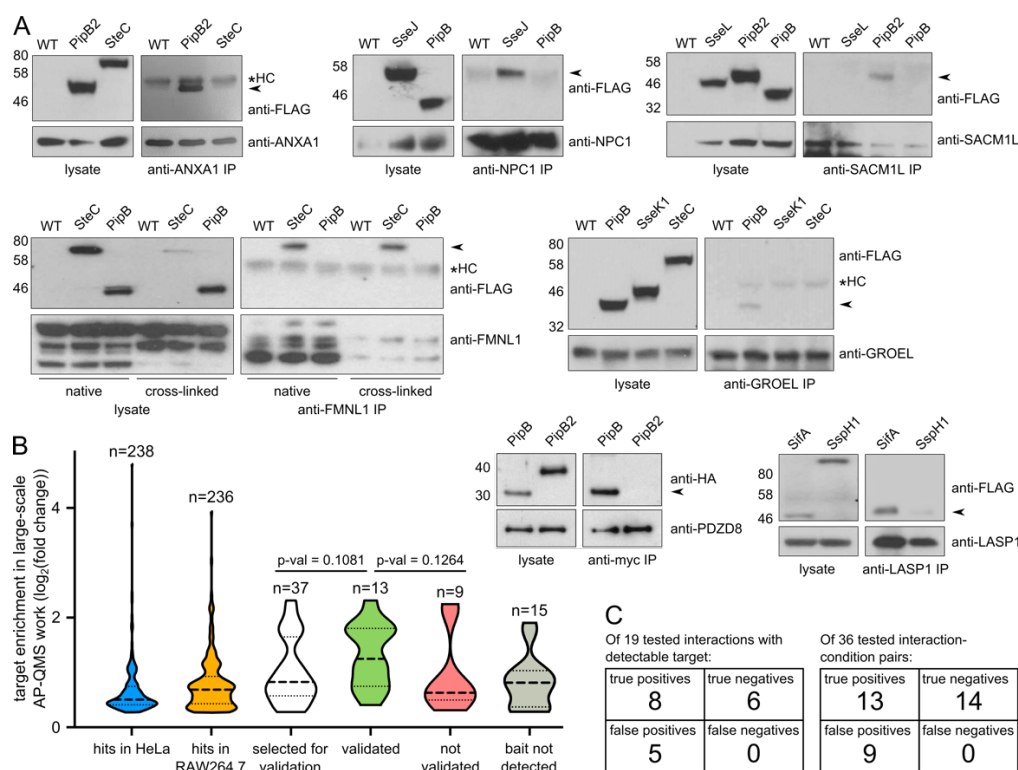 A
WT PipB2 SteC WT PipB2 SteC
80
58
46
*HC
anti-FLAG
anti-ANXA1
lysate anti-ANXA1 IP
WT SseJ PipB WT SseJ PipB
80
58
46
anti-FLAG
anti-NPC1
lysate anti-NPC1 IP
WT SseL PipB2 PipB WT SseL PipB2 PipB
58
46
32
anti-FLAG
anti-SACM1L
lysate anti-SACM1L IP
WT SteC PipB WT SteC PipB WT SteC PipB WT SteC PipB
80
58
46
*HC
anti-FLAG
anti-FMNL1
native cross-linked native cross-linked
lysate anti-FMNL1 IP
WT PipB SseK1 SteC WT PipB SseK1 SteC
80
58
46
32
anti-FLAG
*HC
anti-GROEL
lysate anti-GROEL IP
B
target enrichment in large-scale
AP-QMS work (log2(fold change))
4
2
0
n=238
n=236
p-val = 0.1081 p-val = 0.1264
n=37 n=13 n=9 n=15
hits in HeLa
hits in
RAW264.7
selected for
validation
validated
not
validated
bait not
detected
PipB PipB2 PipB PipB2
40
30
anti-HA
anti-PDZD8
lysate anti-myc IP
SifA SspH1 SifA SspH1
80
58
46
anti-FLAG
anti-LASP1
lysate anti-LASP1 IP
C
Of 19 tested interactions with
detectable target:
true positives true negatives
8 6
false positives false negatives
5 0
Of 36 tested interaction-
condition pairs:
true positives true negatives
13 14
false positives false negatives
9 0